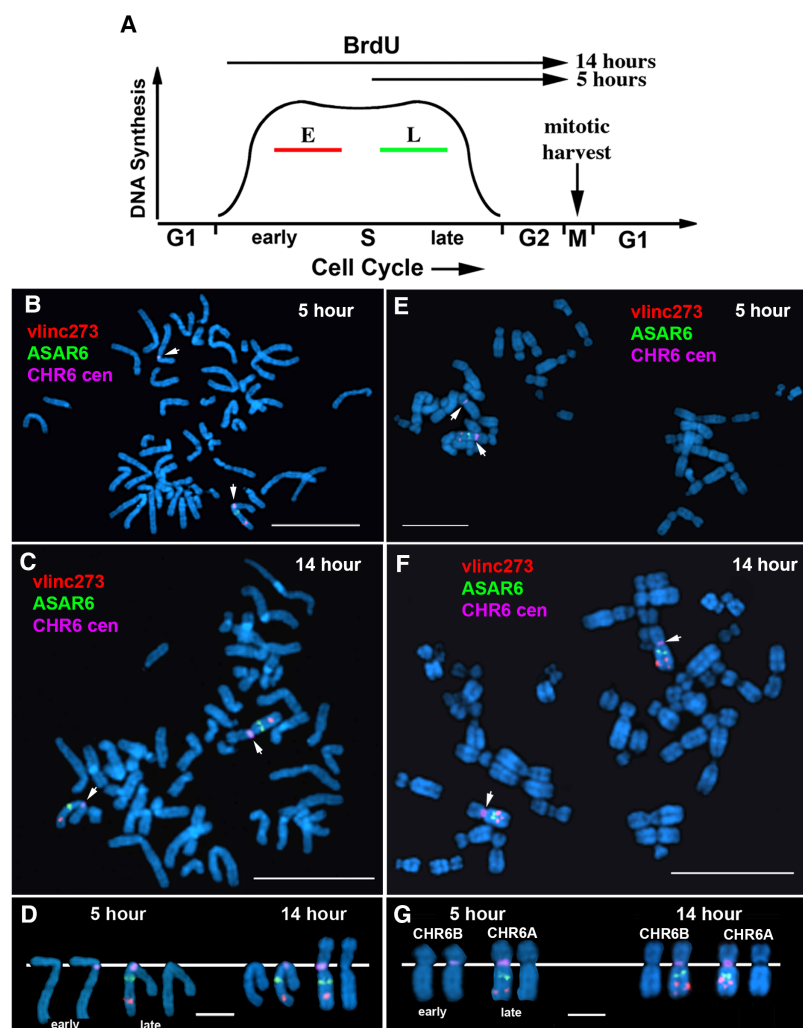 A
BrdU
14 hours
5 hours
DNA Synthesis
E
L
mitotic
harvest
G1
early
S
late
G2
M
G1
Cell Cycle
B
5 hour
vlinc273
ASAR6
CHR6 cen
E
5 hour
vlinc273
ASAR6
CHR6 cen
C
14 hour
vlinc273
ASAR6
CHR6 cen
F
14 hour
vlinc273
ASAR6
CHR6 cen
D
5 hour
14 hour
early
late
G
5 hour
14 hour
CHR6B
CHR6A
CHR6B
CHR6A
early
late